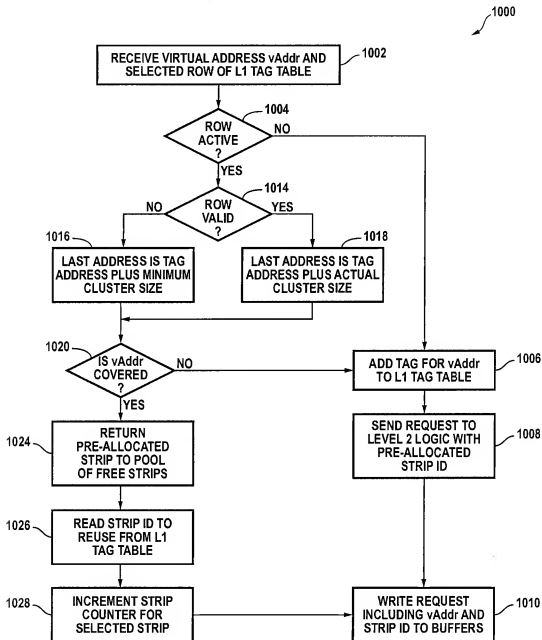 1000
RECEIVE VIRTUAL ADDRESS vAddr AND
SELECTED ROW OF L1 TAG TABLE
1002
ROW
ACTIVE
?
1004
NO
YES
ROW
VALID
?
1014
NO
YES
1016
LAST ADDRESS IS TAG
ADDRESS PLUS MINIMUM
CLUSTER SIZE
1018
LAST ADDRESS IS TAG
ADDRESS PLUS ACTUAL
CLUSTER SIZE
1020
IS vAddr
COVERED
?
NO
YES
ADD TAG FOR vAddr
TO L1 TAG TABLE
1006
1024
RETURN
PRE-ALLOCATED
STRIP TO POOL
OF FREE STRIPS
SEND REQUEST TO
LEVEL 2 LOGIC WITH
PRE-ALLOCATED
STRIP ID
1008
1026
READ STRIP ID TO
REUSE FROM L1
TAG TABLE
1028
INCREMENT STRIP
COUNTER FOR
SELECTED STRIP
WRITE REQUEST
INCLUDING vAddr AND
STRIP ID TO BUFFERS
1010